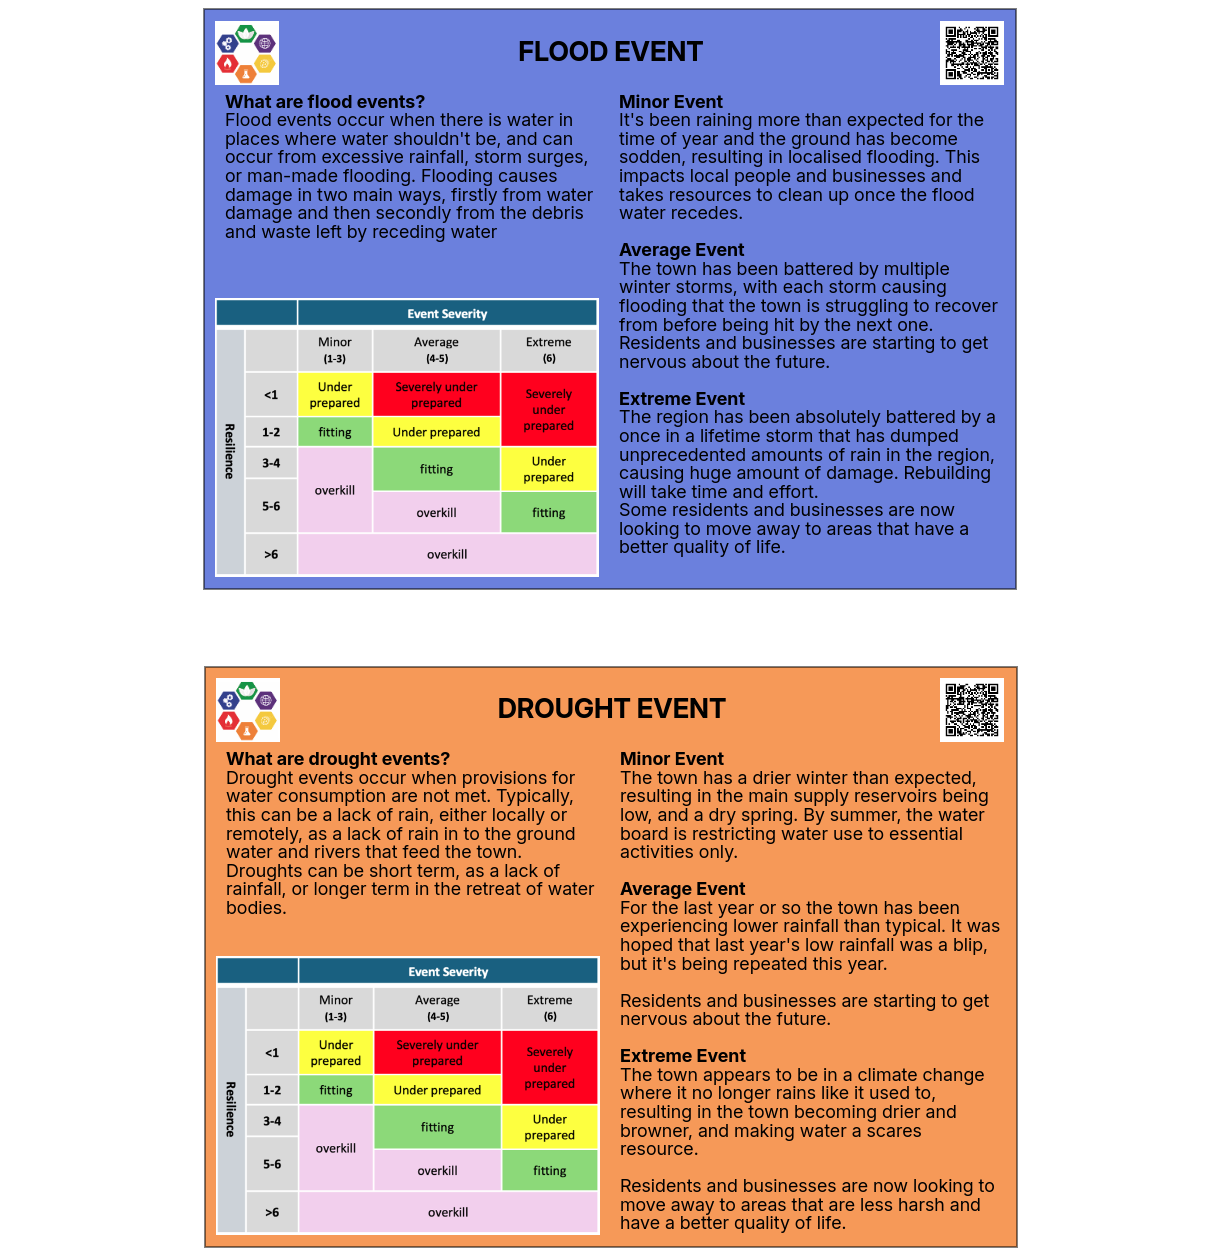 FLOOD EVENT
What are flood events?
Flood events occur when there is water in
places where water shouldn't be, and can
occur from excessive rainfall, storm surges,
or man-made flooding. Flooding causes
damage in two main ways, firstly from water
damage and then secondly from the debris
and waste left by receding water
Event Severity
Minor
(1-3)
Average
(4-5)
Extreme
(6)
Resilience
<1
Under
prepared
Severely under
prepared
Severely
under
prepared
1-2
fitting
Under prepared
3-4
overkill
fitting
Under
prepared
5-6
overkill
fitting
>6
overkill
Minor Event
It's been raining more than expected for the
time of year and the ground has become
sodden, resulting in localised flooding. This
impacts local people and businesses and
takes resources to clean up once the flood
water recedes.
Average Event
The town has been battered by multiple
winter storms, with each storm causing
flooding that the town is struggling to recover
from before being hit by the next one.
Residents and businesses are starting to get
nervous about the future.
Extreme Event
The region has been absolutely battered by a
once in a lifetime storm that has dumped
unprecedented amounts of rain in the region,
causing huge amount of damage. Rebuilding
will take time and effort.
Some residents and businesses are now
looking to move away to areas that have a
better quality of life.
DROUGHT EVENT
What are drought events?
Drought events occur when provisions for
water consumption are not met. Typically,
this can be a lack of rain, either locally or
remotely, as a lack of rain in to the ground
water and rivers that feed the town.
Droughts can be short term, as a lack of
rainfall, or longer term in the retreat of water
bodies.
Event Severity
Minor
(1-3)
Average
(4-5)
Extreme
(6)
Resilience
<1
Under
prepared
Severely under
prepared
Severely
under
prepared
1-2
fitting
Under prepared
3-4
overkill
fitting
Under
prepared
5-6
overkill
fitting
>6
overkill
Minor Event
The town has a drier winter than expected,
resulting in the main supply reservoirs being
low, and a dry spring. By summer, the water
board is restricting water use to essential
activities only.
Average Event
For the last year or so the town has been
experiencing lower rainfall than typical. It was
hoped that last year's low rainfall was a blip,
but it's being repeated this year.
Residents and businesses are starting to get
nervous about the future.
Extreme Event
The town appears to be in a climate change
where it no longer rains like it used to,
resulting in the town becoming drier and
browner, and making water a scares
resource.
Residents and businesses are now looking to
move away to areas that are less harsh and
have a better quality of life.